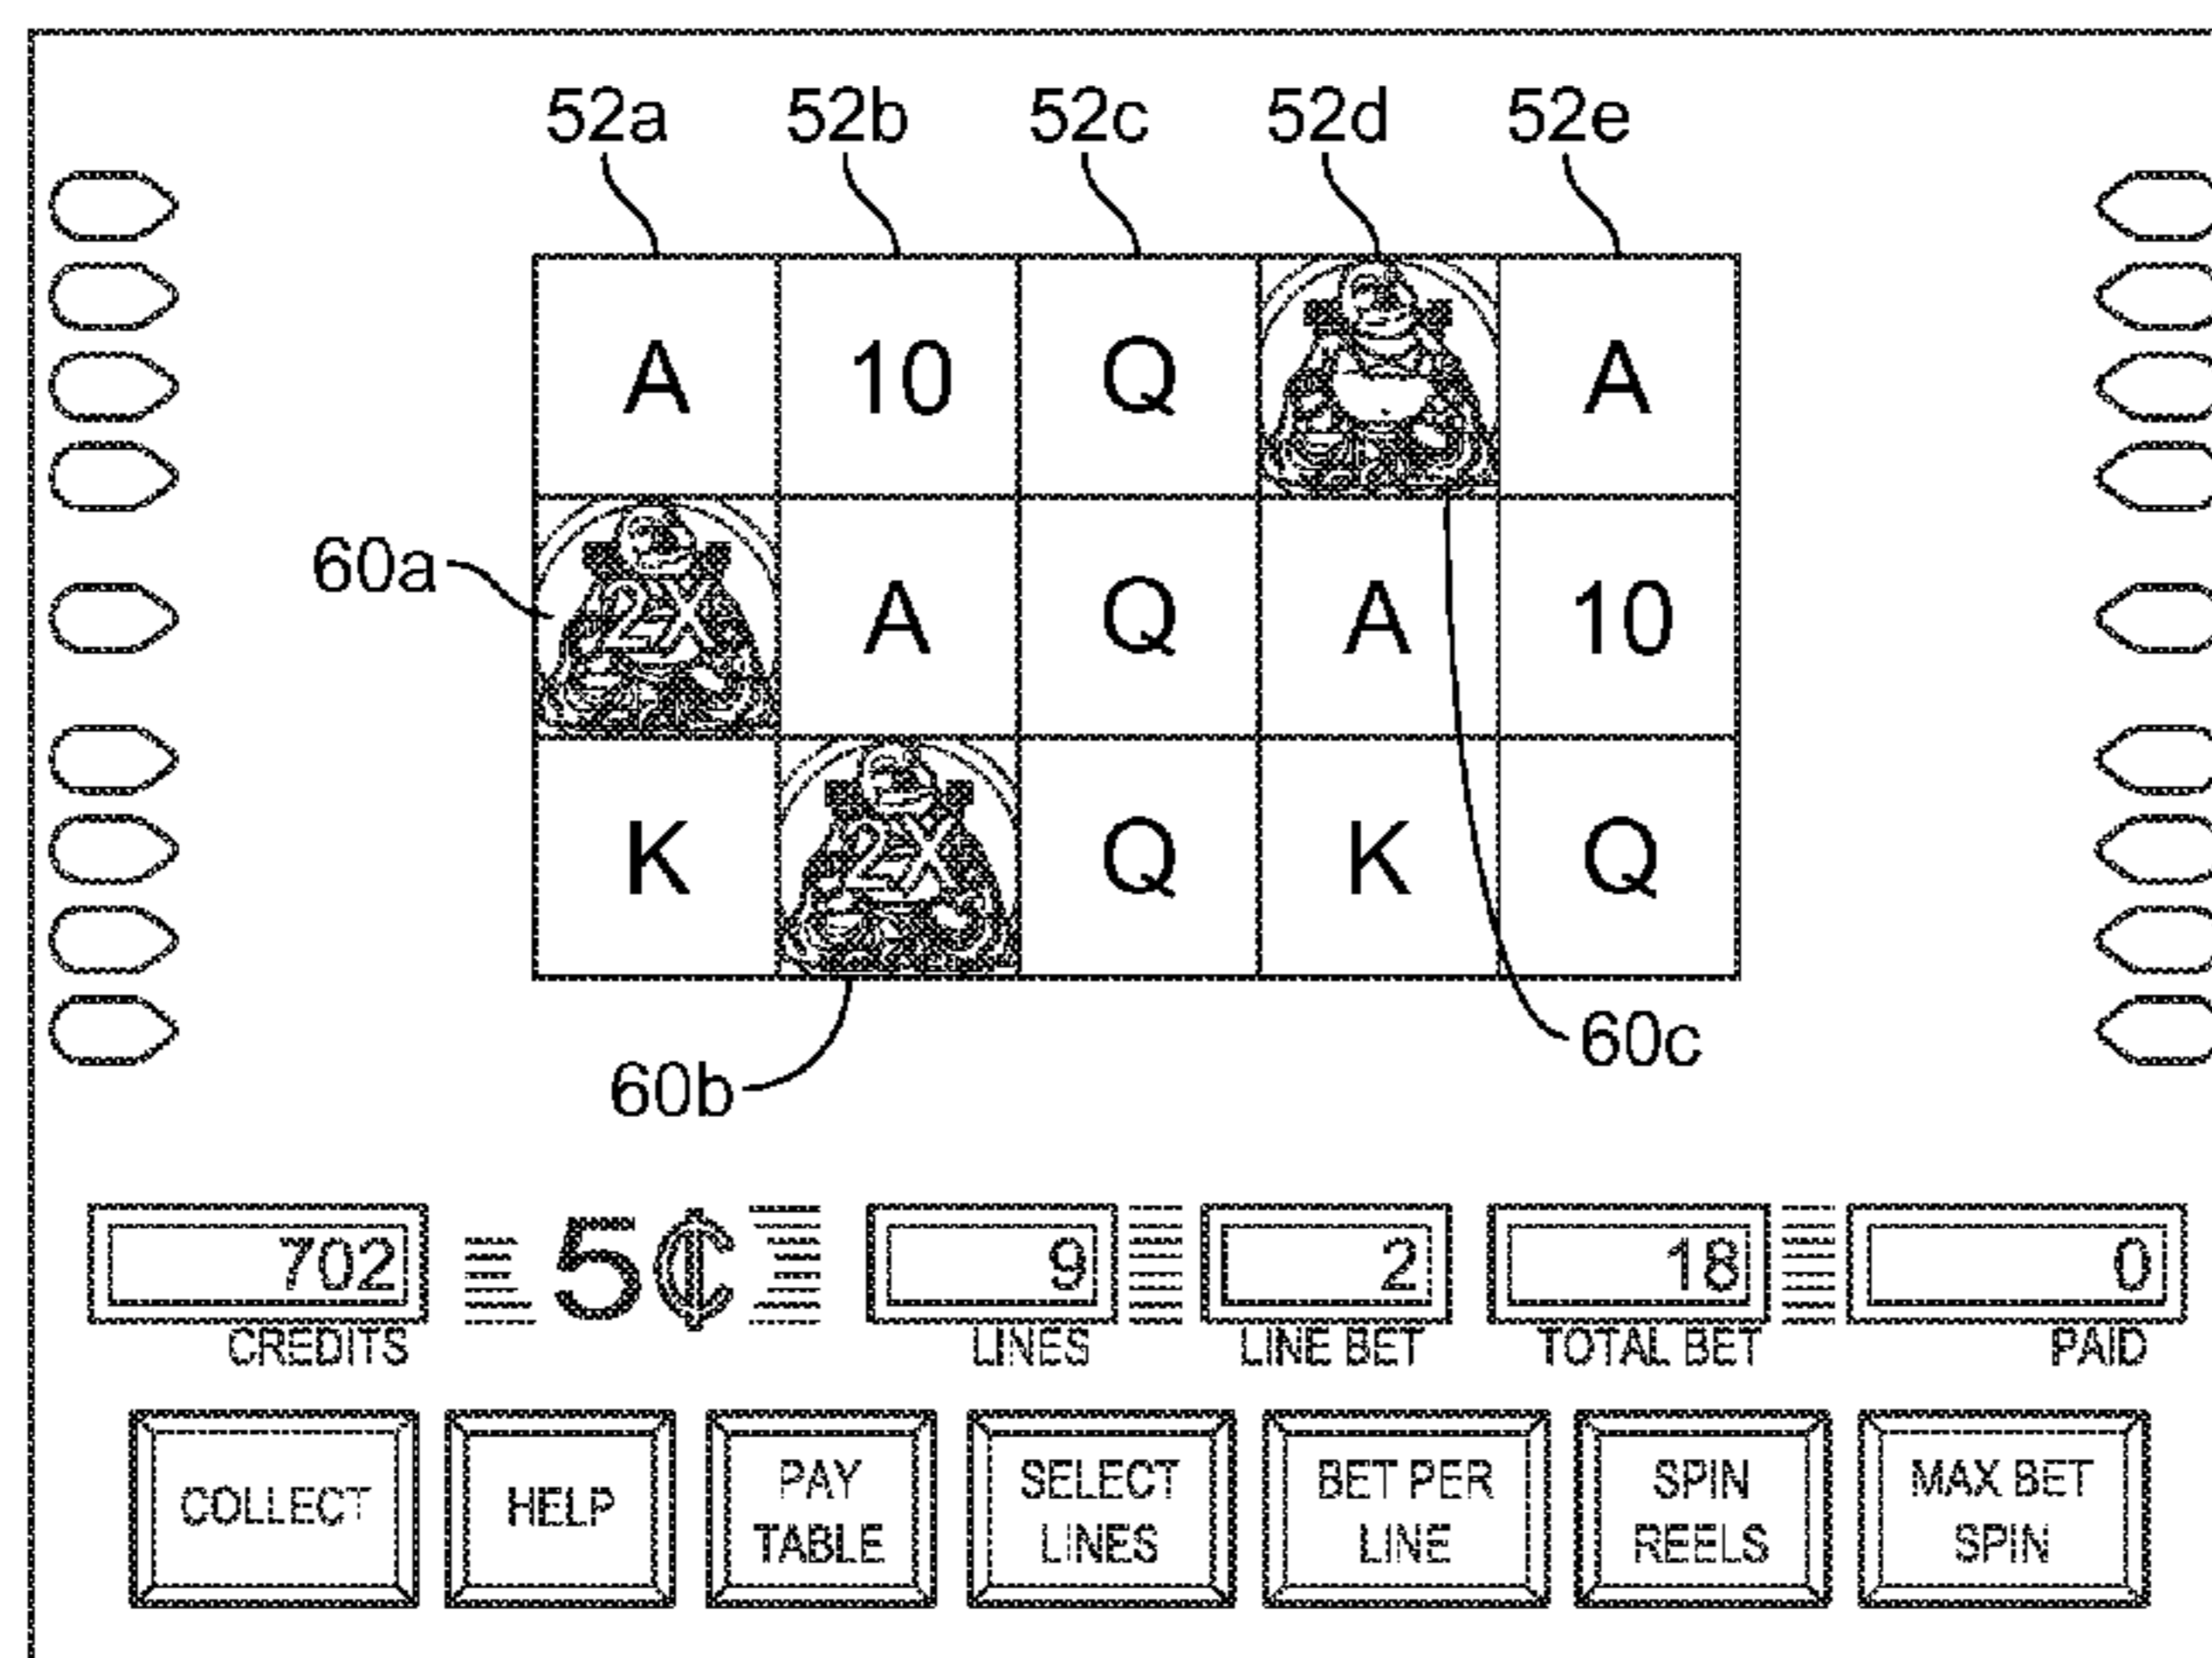 52a 52b 52c 52d 52e
A 10 Q A
60a 2X A Q A 10
K 2X Q K Q
60c
60b
702 5¢ 9 2 18 0
CREDITS LINES LINE BET TOTAL BET PAID
COLLECT HELP PAY TABLE SELECT LINES BET PER LINE SPIN REELS MAX BET SPIN